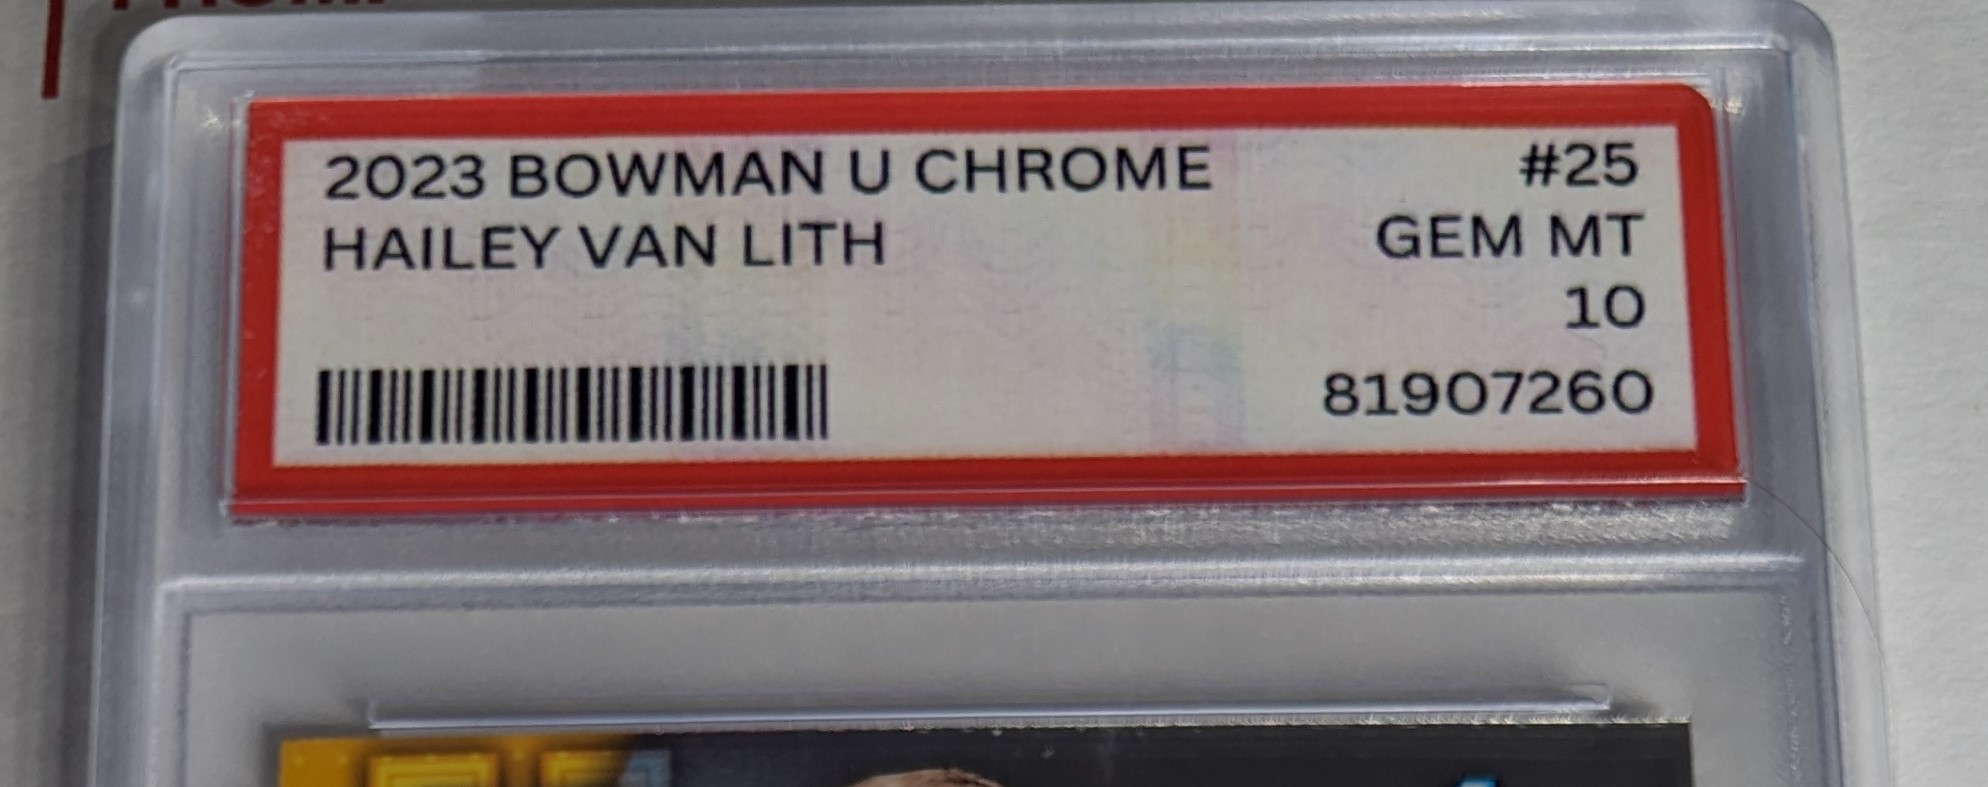 2023 BOWMAN U CHROME #25
HAILEY VAN LITH GEM MT
10
81907260